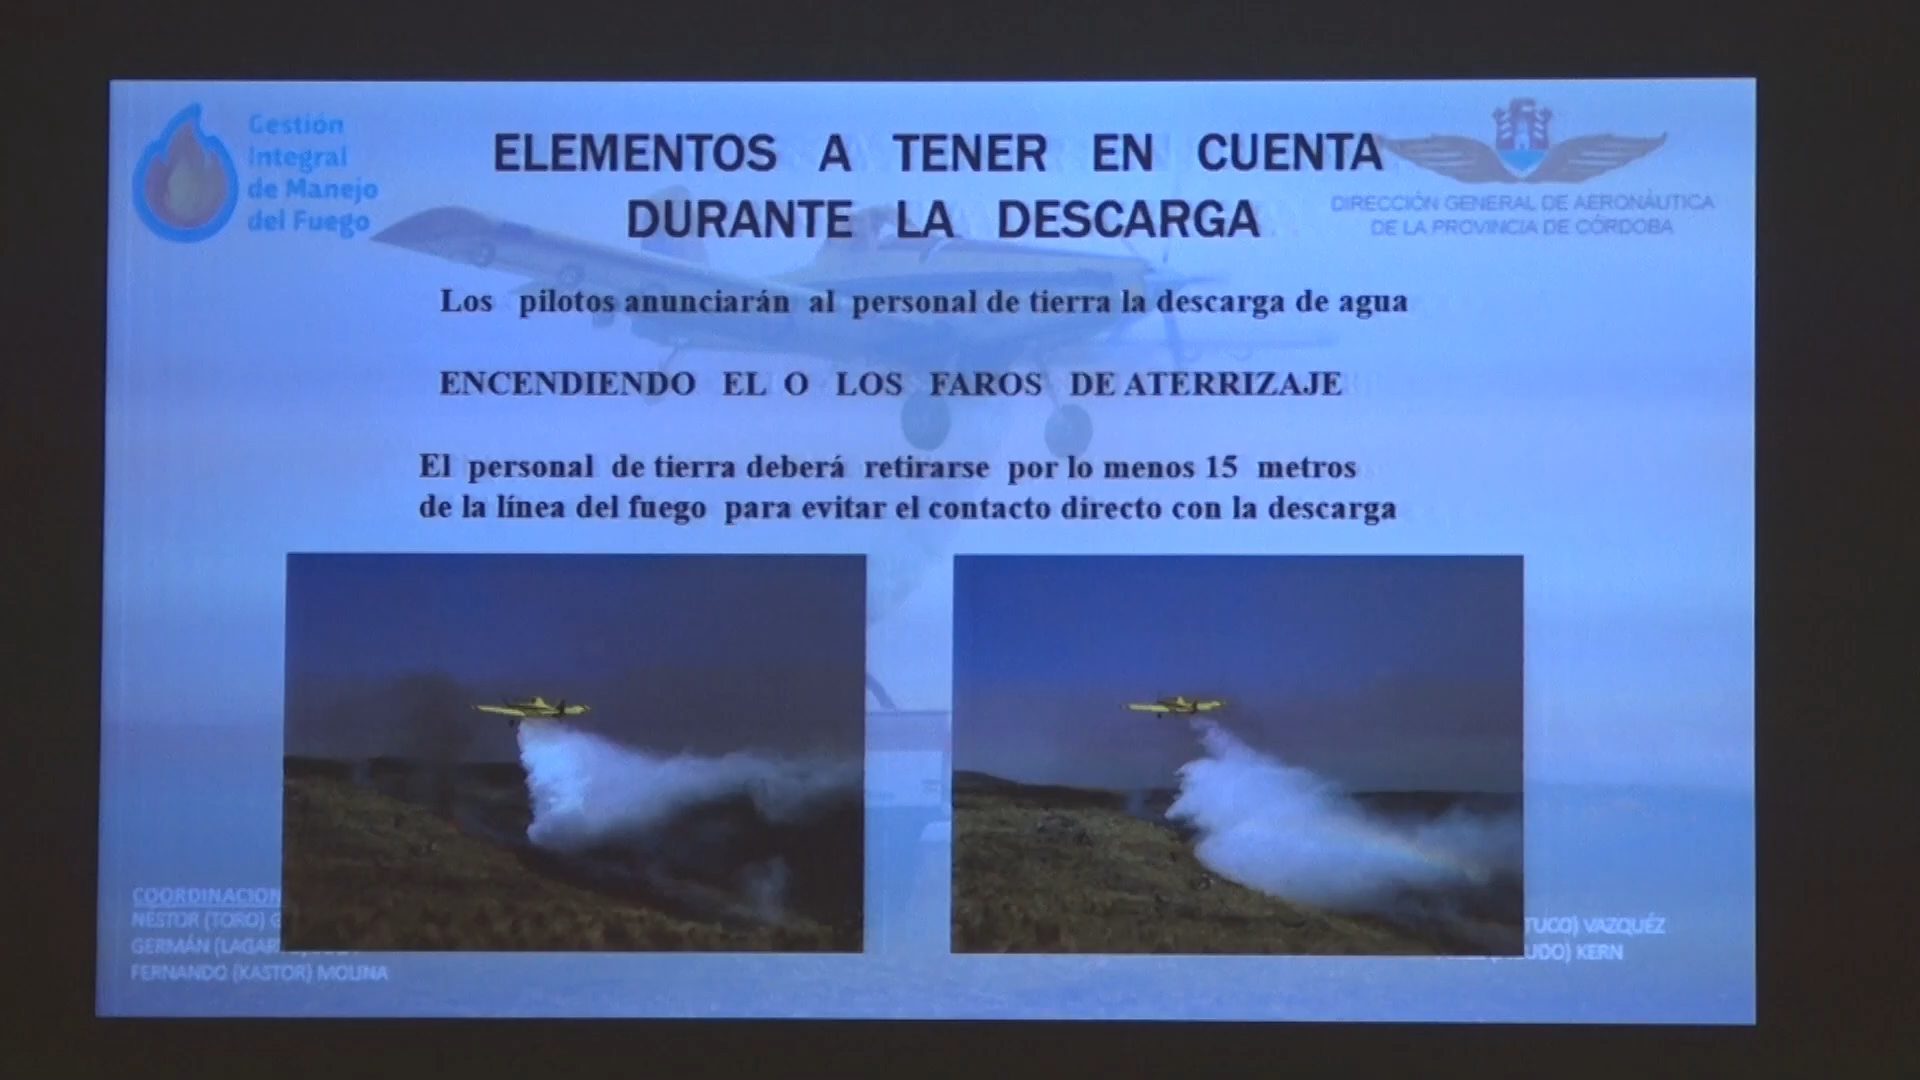 Gestión
Integral
de Manejo
del Fuego
ELEMENTOS A TENER EN CUENTA
DURANTE LA DESCARGA
DIRECCIÓN GENERAL DE AERONÁUTICA
DE LA PROVINCIA DE CÓRDOBA
Los pilotos anunciarán al personal de tierra la descarga de agua
ENCENDIENDO EL O LOS FAROS DE ATERRIZAJE
El personal de tierra deberá retirarse por lo menos 15 metros
de la línea del fuego para evitar el contacto directo con la descarga
COORDINACION
NÉSTOR (TORO)
GERMÁN
FERNANDO (KASTOR) MOLINA
TUCO) VAZQUÉZ
KERN